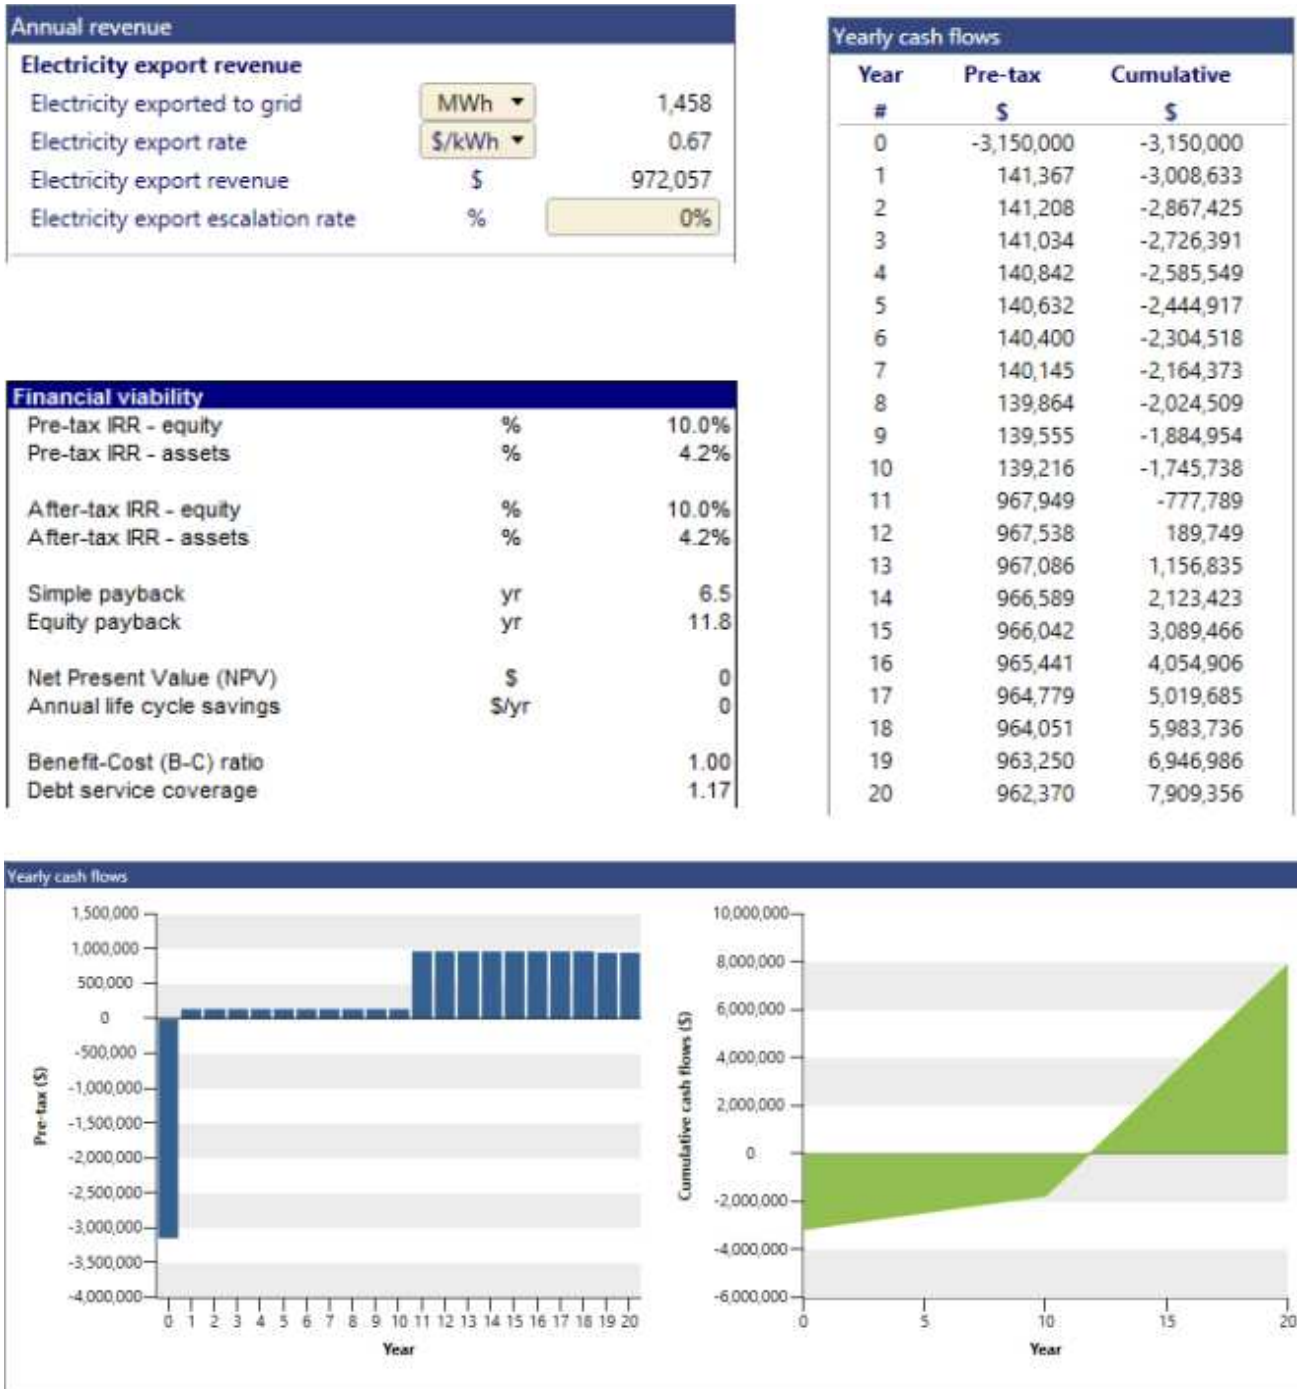 Annual revenue
Electricity export revenue
Electricity exported to grid MWh 1,458
Electricity export rate $/kWh 0.67
Electricity export revenue $ 972,057
Electricity export escalation rate % 0%
Financial viability
Pre-tax IRR - equity % 10.0%
Pre-tax IRR - assets % 4.2%
After-tax IRR - equity % 10.0%
After-tax IRR - assets % 4.2%
Simple payback yr 6.5
Equity payback yr 11.8
Net Present Value (NPV) $ 0
Annual life cycle savings $/yr 0
Benefit-Cost (B-C) ratio 1.00
Debt service coverage 1.17
Yearly cash flows
Year Pre-tax Cumulative
# $ $
0 -3,150,000 -3,150,000
1 141,367 -3,008,633
2 141,208 -2,867,425
3 141,034 -2,726,391
4 140,842 -2,585,549
5 140,632 -2,444,917
6 140,400 -2,304,518
7 140,145 -2,164,373
8 139,864 -2,024,509
9 139,555 -1,884,954
10 139,216 -1,745,738
11 967,949 -777,789
12 967,538 189,749
13 967,086 1,156,835
14 966,589 2,123,423
15 966,042 3,089,466
16 965,441 4,054,906
17 964,779 5,019,685
18 964,051 5,983,736
19 963,250 6,946,986
20 962,370 7,909,356
Yearly cash flows
Pre-tax ($)
1,500,000
1,000,000
500,000
0
-500,000
-1,000,000
-1,500,000
-2,000,000
-2,500,000
-3,000,000
-3,500,000
-4,000,000
0 1 2 3 4 5 6 7 8 9 10 11 12 13 14 15 16 17 18 19 20
Year
Cumulative cash flows ($)
10,000,000
8,000,000
6,000,000
4,000,000
2,000,000
0
-2,000,000
-4,000,000
-6,000,000
0 5 10 15 20
Year